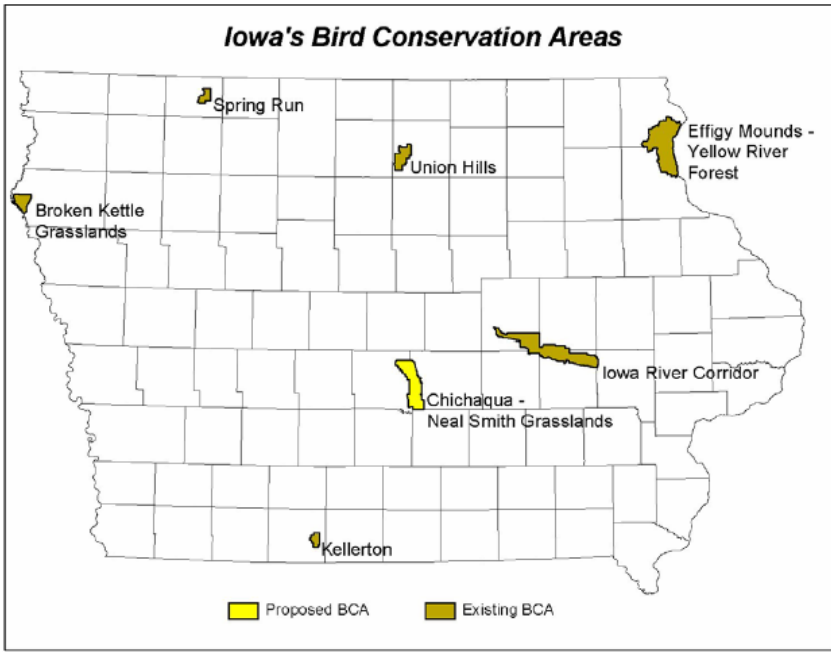 Iowa's Bird Conservation Areas
Spring Run
Union Hills
Effigy Mounds -
Yellow River
Forest
Broken Kettle
Grasslands
Iowa River Corridor
Chichaqua -
Neal Smith Grasslands
Kellerton
Proposed BCA
Existing BCA